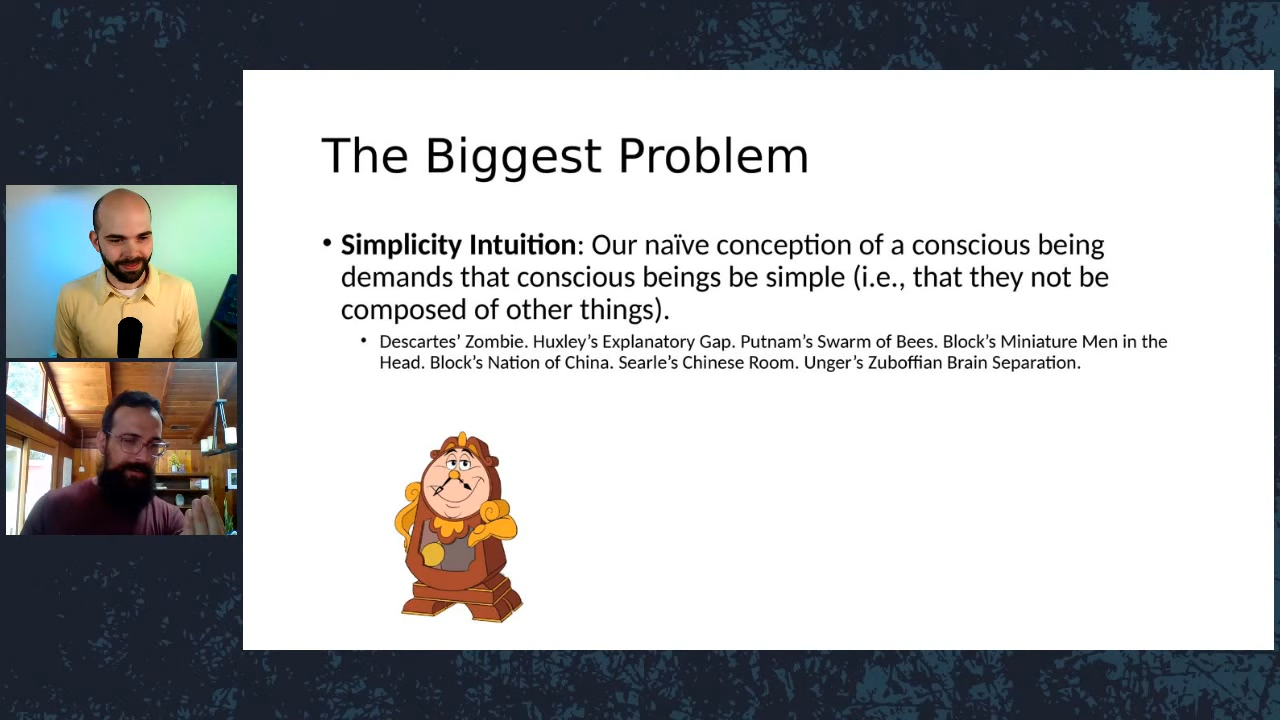 The Biggest Problem
• Simplicity Intuition: Our naïve conception of a conscious being
demands that conscious beings be simple (i.e., that they not be
composed of other things).
• Descartes’ Zombie. Huxley’s Explanatory Gap. Putnam’s Swarm of Bees. Block’s Miniature Men in the
Head. Block’s Nation of China. Searle’s Chinese Room. Unger’s Zuboffian Brain Separation.